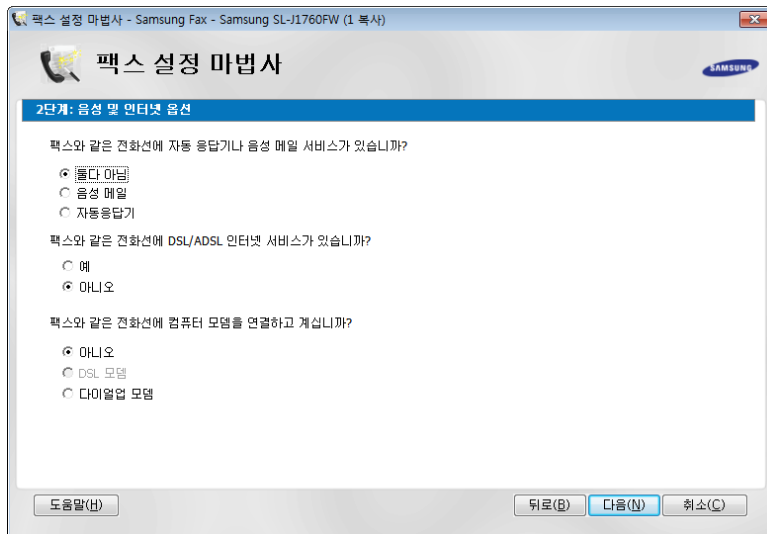 팩스 설정 마법사 - Samsung Fax - Samsung SL-J1760FW (1 복사)
팩스 설정 마법사
SAMSUNG
2단계: 음성 및 인터넷 옵션
팩스와 같은 전화선에 자동 응답기나 음성 메일 서비스가 있습니까?
둘다 아님
음성 메일
자동응답기
팩스와 같은 전화선에 DSL/ADSL 인터넷 서비스가 있습니까?
예
아니오
팩스와 같은 전화선에 컴퓨터 모뎀을 연결하고 계십니까?
아니오
DSL 모뎀
다이얼업 모뎀
도움말(H) 뒤로(B) 다음(N) 취소(C)